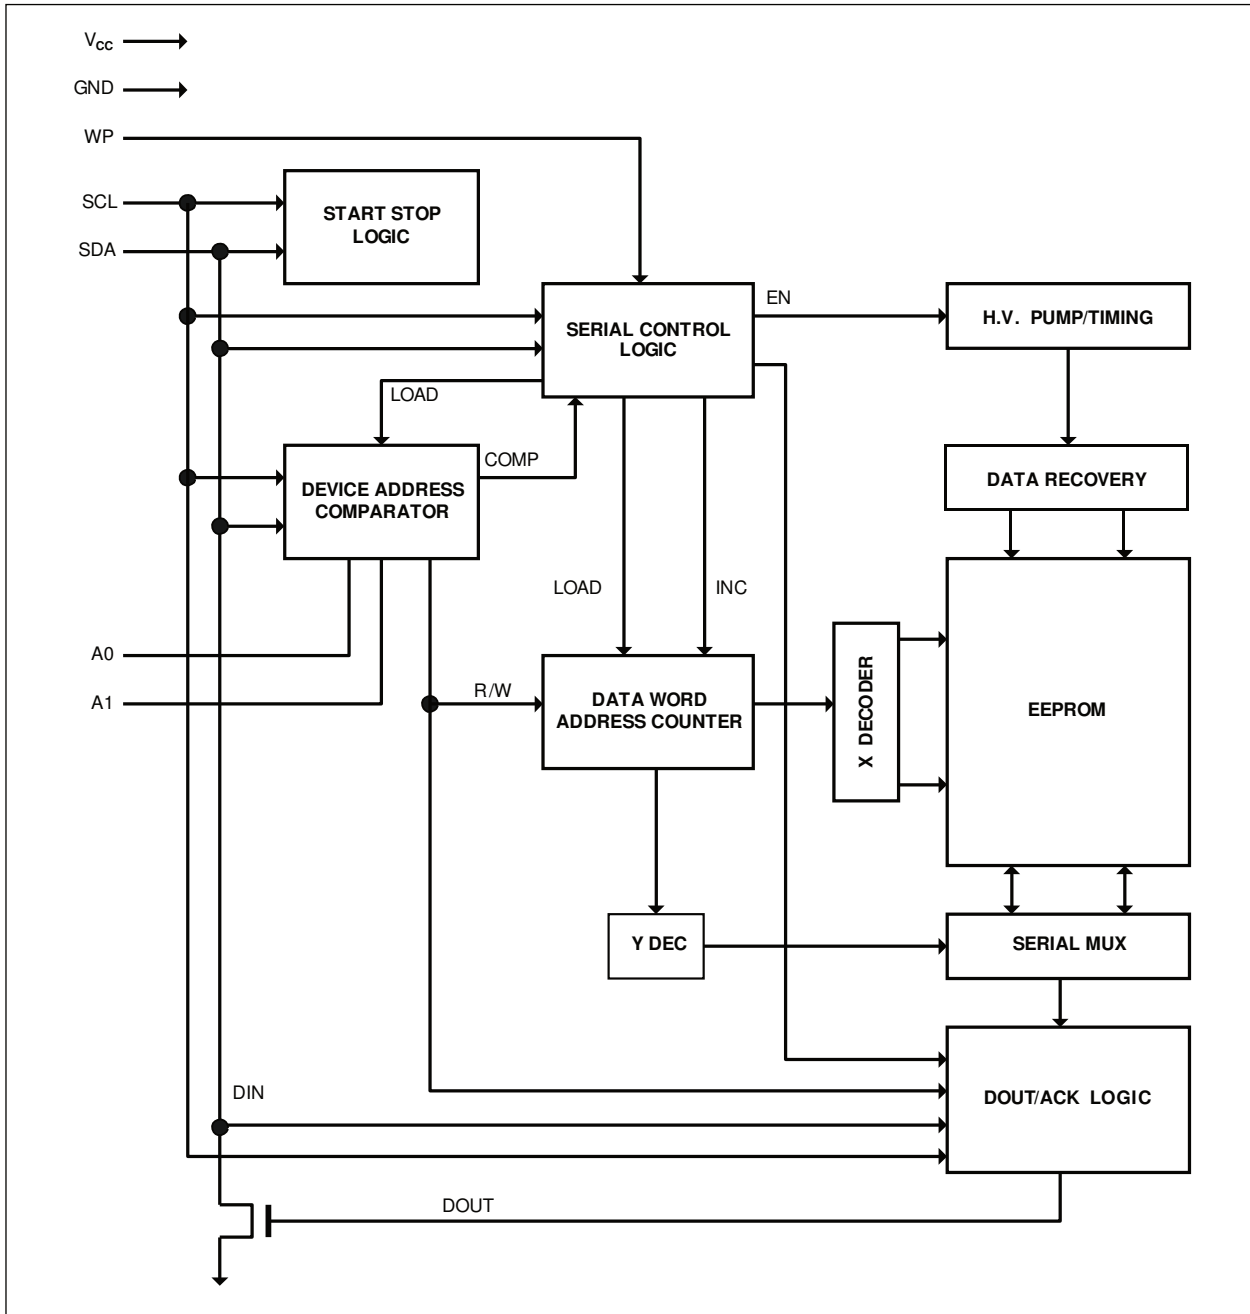 VCC
GND
WP
SCL
SDA
START STOP
LOGIC
EN
SERIAL CONTROL
LOGIC
H.V. PUMP/TIMING
LOAD
COMP
DEVICE ADDRESS
COMPARATOR
DATA RECOVERY
LOAD
INC
A0
A1
R/W
DATA WORD
ADDRESS COUNTER
X DECODER
EEPROM
Y DEC
SERIAL MUX
DIN
DOUT/ACK LOGIC
DOUT